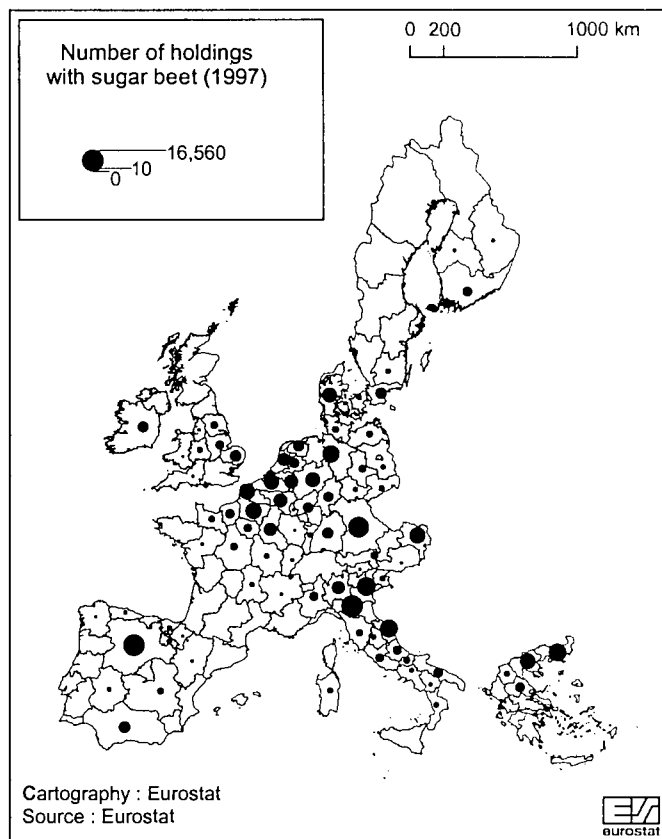 Number of holdings
with sugar beet (1997)
16,560
10
0
0 200 1000 km
Cartography : Eurostat
Source : Eurostat
eurostat